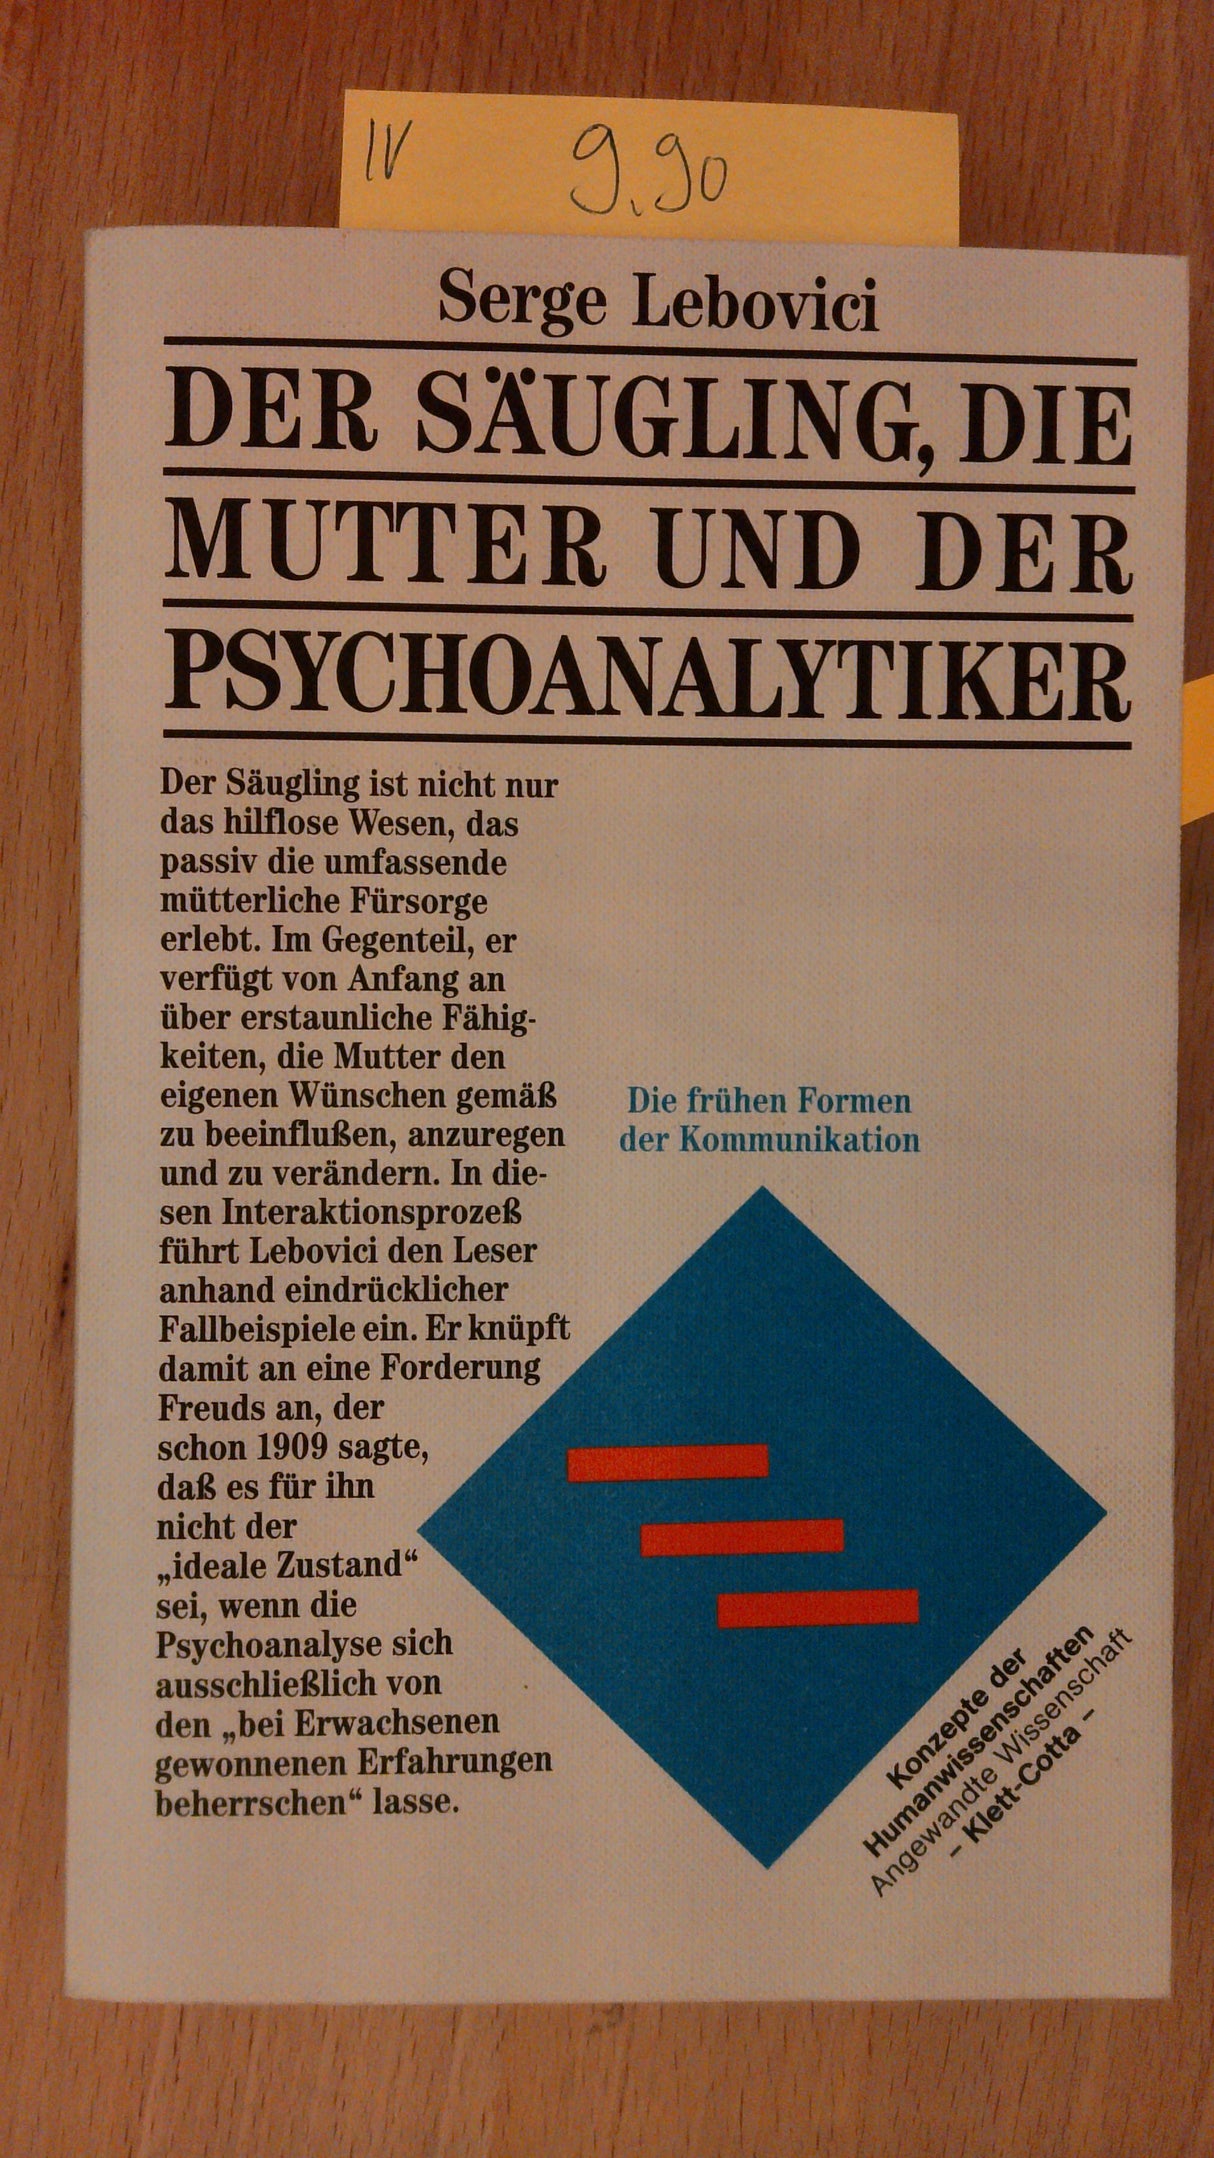 IV 9.90
Serge Lebovici
DER SÄUGLING, DIE
MUTTER UND DER
PSYCHOANALYTIKER
Der Säugling ist nicht nur
das hilflose Wesen, das
passiv die umfassende
mütterliche Fürsorge
erlebt. Im Gegenteil, er
verfügt von Anfang an
über erstaunliche Fähig-
keiten, die Mutter den
eigenen Wünschen gemäß
zu beeinflußen, anzuregen
und zu verändern. In die-
sen Interaktionsprozeß
führt Lebovici den Leser
anhand eindrücklicher
Fallbeispiele ein. Er knüpft
damit an eine Forderung
Freuds an, der
schon 1909 sagte,
daß es für ihn
nicht der
„ideale Zustand“
sei, wenn die
Psychoanalyse sich
ausschließlich von
den „bei Erwachsenen
gewonnenen Erfahrungen
beherrschen“ lasse.
Die frühen Formen
der Kommunikation
Konzepte der
Humanwissenschaften
Angewandte Wissenschaft
– Klett-Cotta –